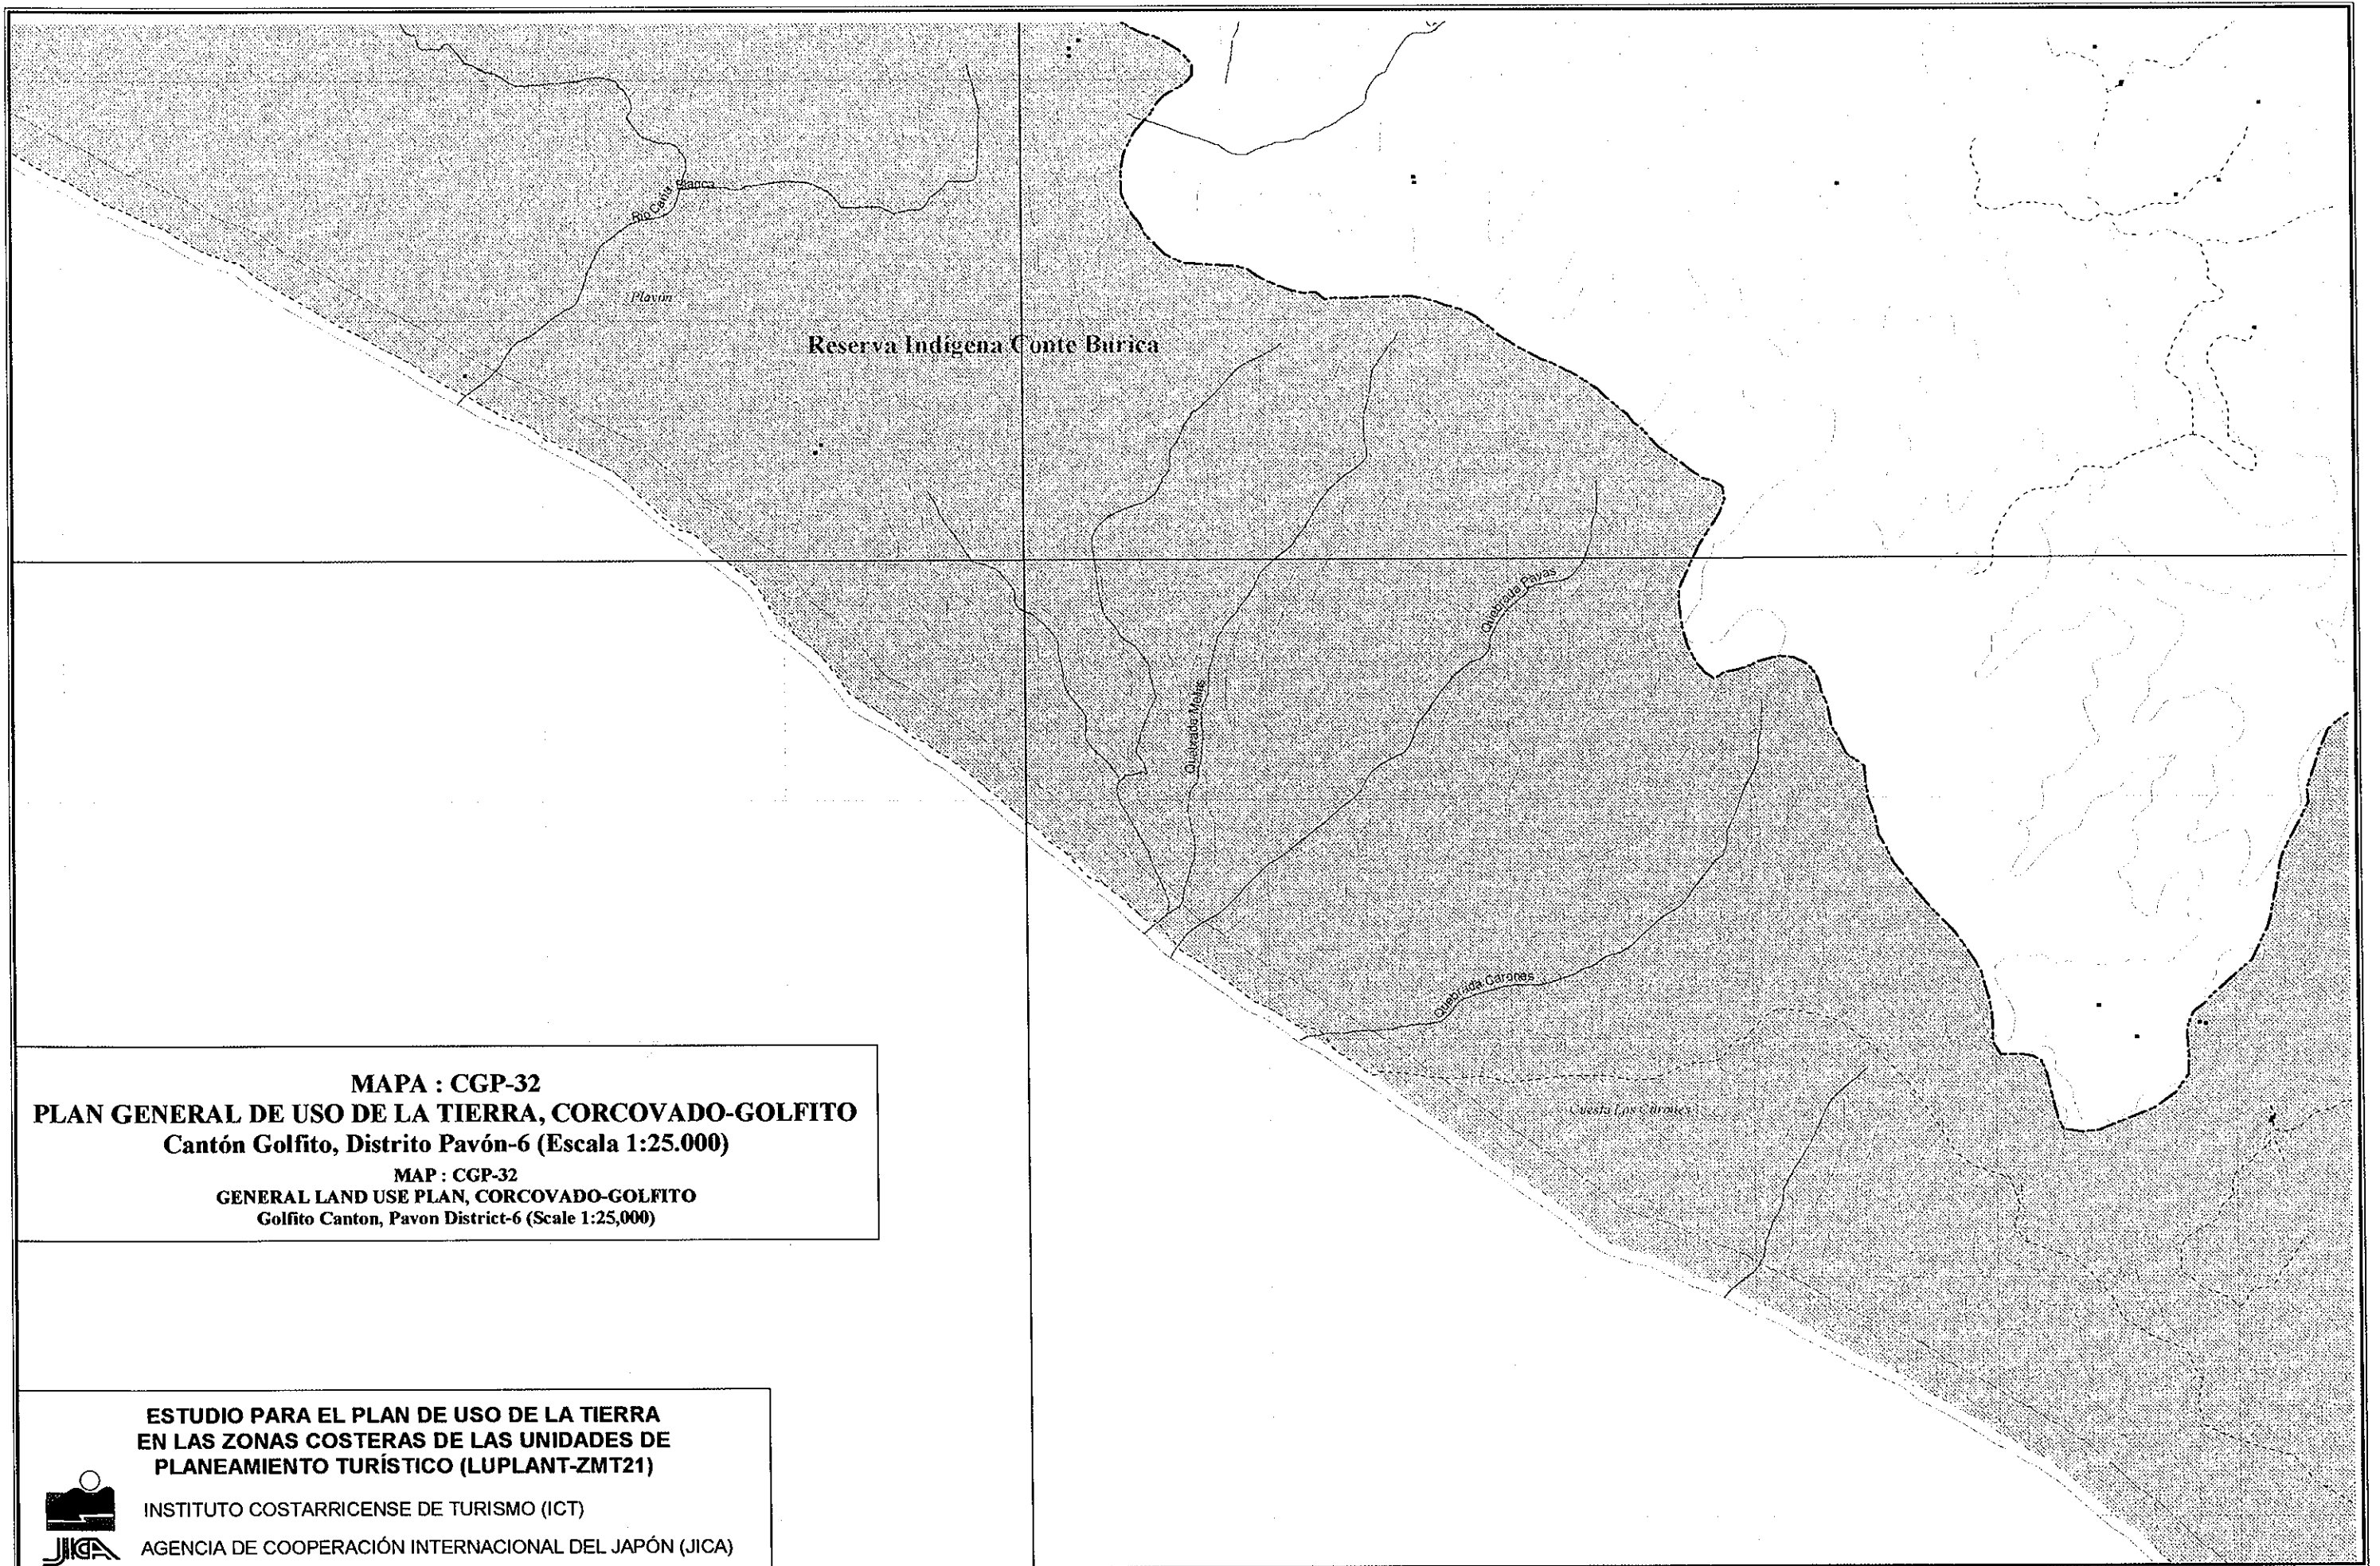 Río Caña Blanca
Playón
Reserva Indígena Conte Burica
Quebrada Payas
Quebrada
Quebrada Carones
Cuesta Los Carones
MAPA : CGP-32
PLAN GENERAL DE USO DE LA TIERRA, CORCOVADO-GOLFITO
Cantón Golfito, Distrito Pavón-6 (Escala 1:25.000)
MAP : CGP-32
GENERAL LAND USE PLAN, CORCOVADO-GOLFITO
Golfito Canton, Pavon District-6 (Scale 1:25,000)
ESTUDIO PARA EL PLAN DE USO DE LA TIERRA
EN LAS ZONAS COSTERAS DE LAS UNIDADES DE
PLANEAMIENTO TURÍSTICO (LUPLANT-ZMT21)
INSTITUTO COSTARRICENSE DE TURISMO (ICT)
JICA AGENCIA DE COOPERACIÓN INTERNACIONAL DEL JAPÓN (JICA)